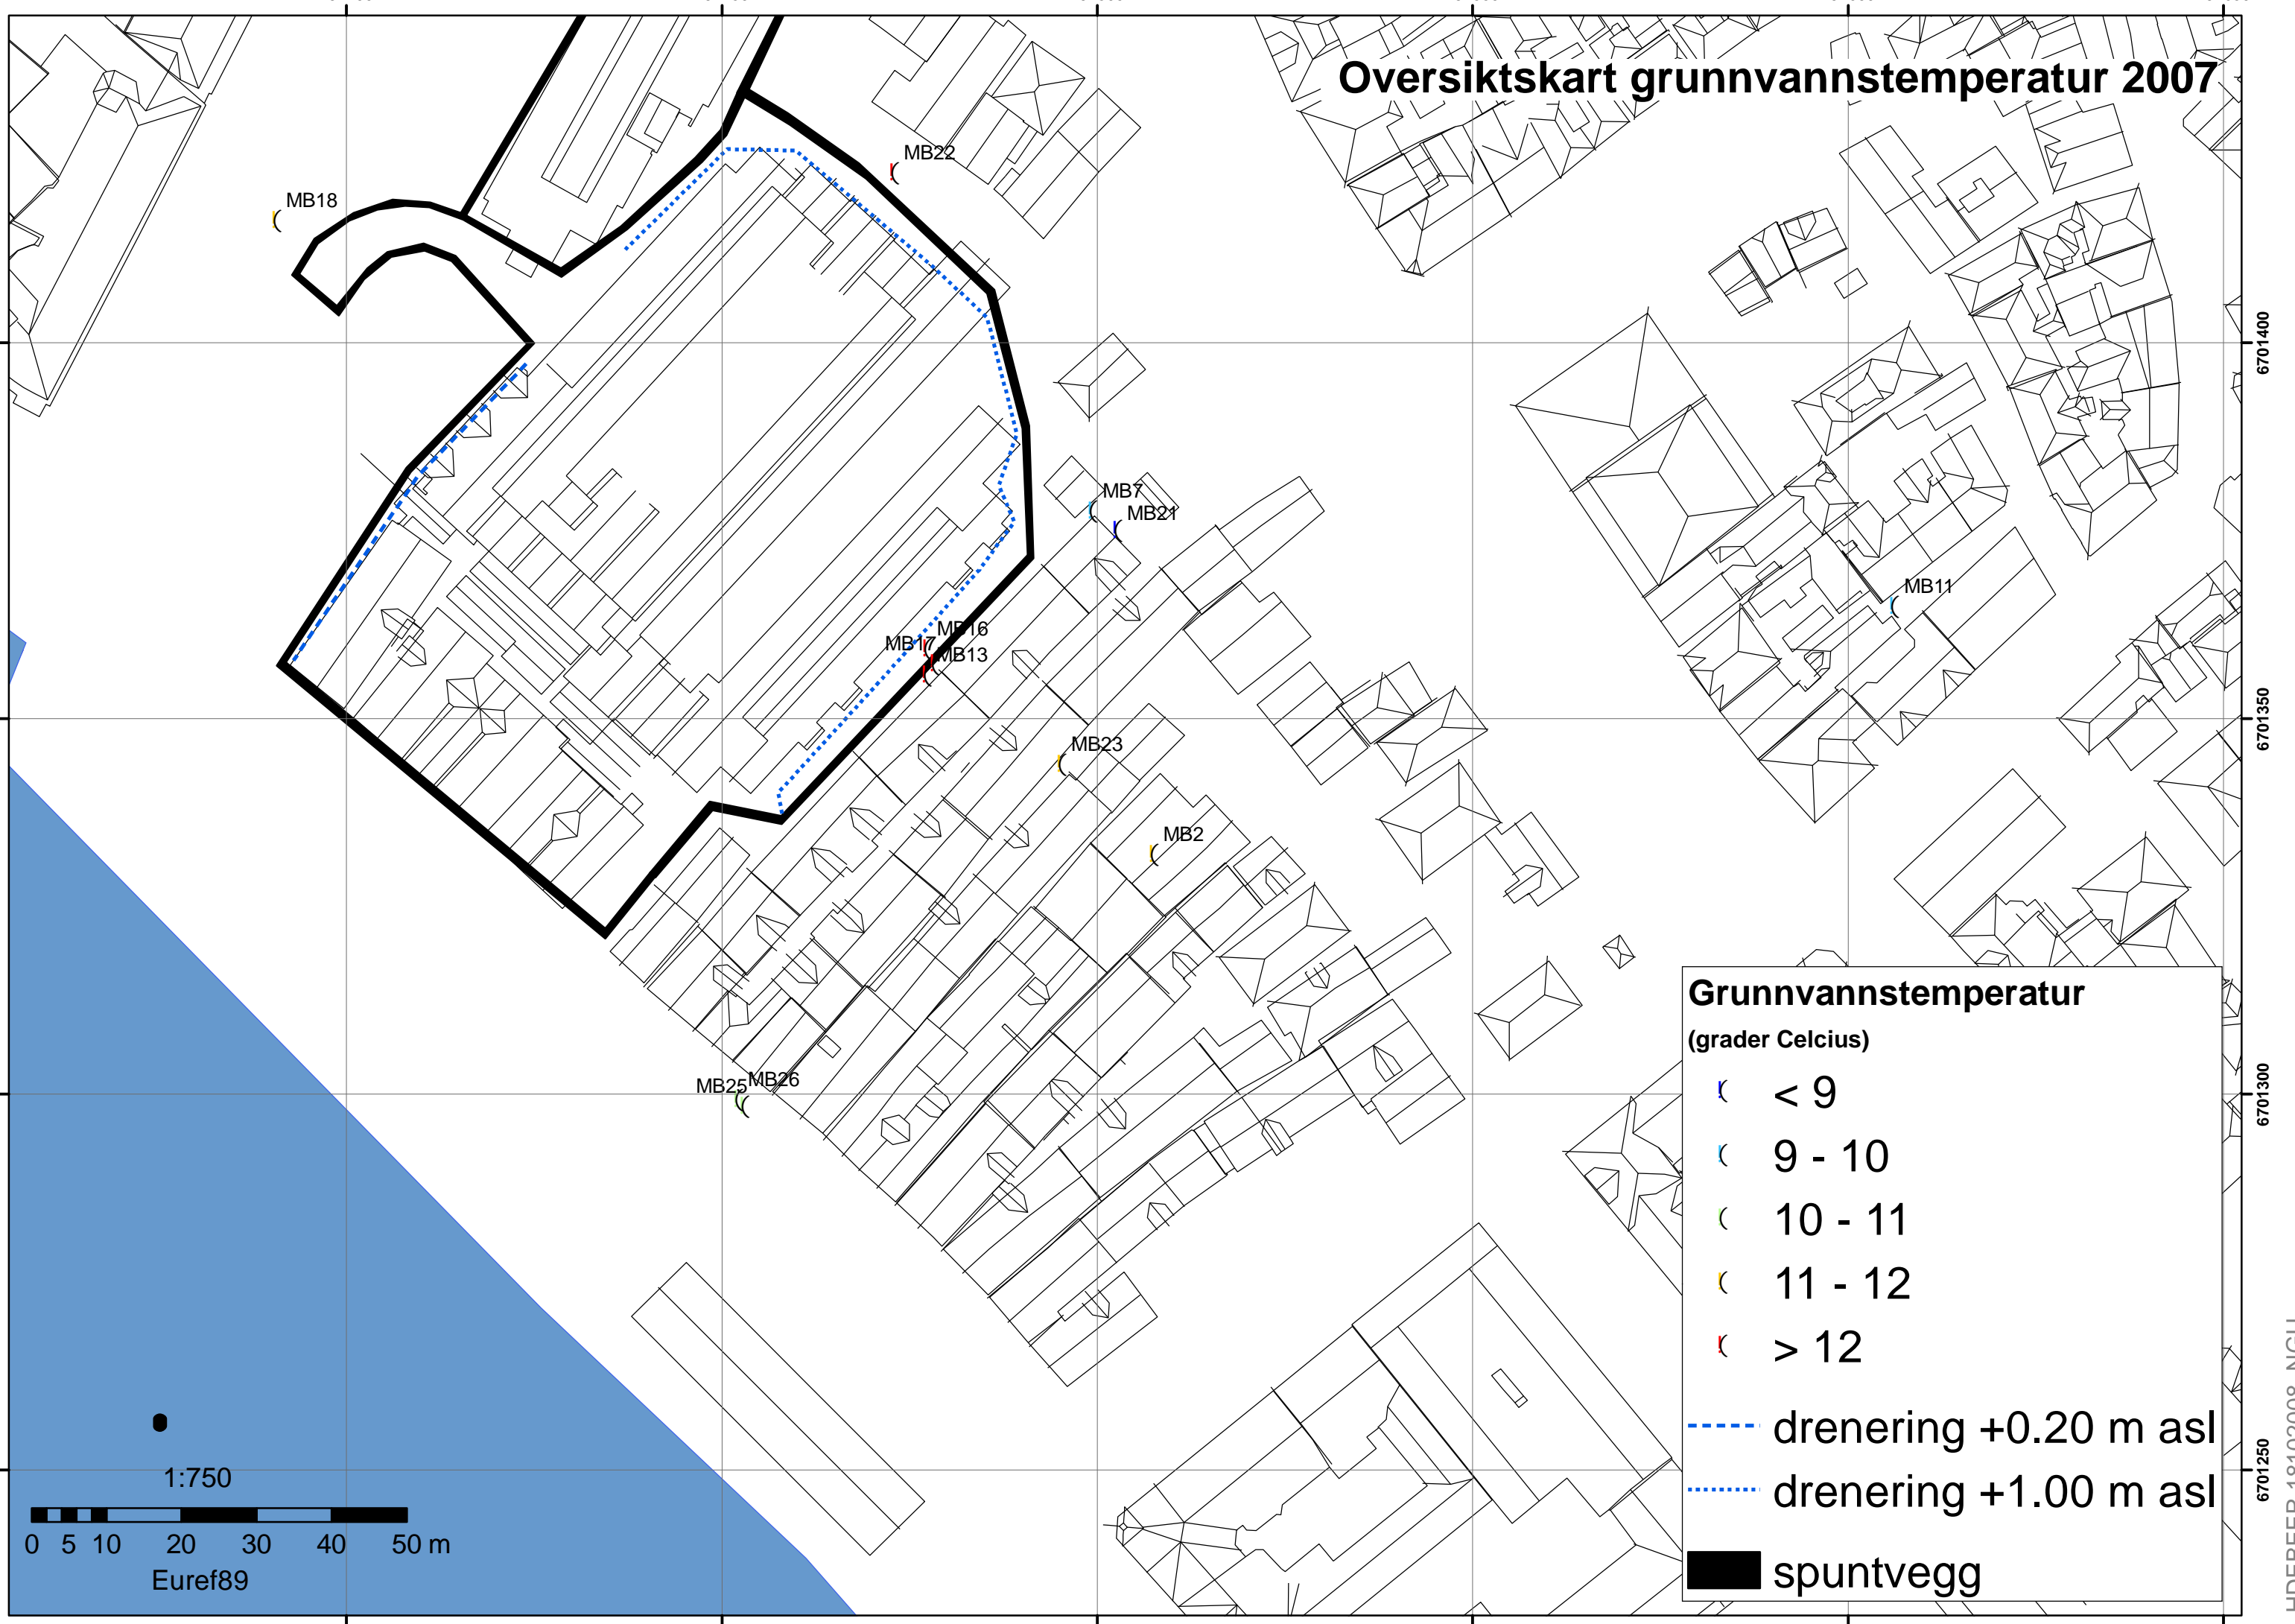 Oversiktskart grunnvannstemperatur 2007
MB22
MB18
6701400
MB7
MB21
MB11
MB16
MB17
MB13
6701350
MB23
MB2
Grunnvannstemperatur
(grader Celcius)
MB25
MB26
< 9
6701300
9 - 10
10 - 11
11 - 12
> 12
drenering +0.20 m asl
1:750
6701250
drenering +1.00 m asl
0 5 10 20 30 40 50 m
Euref89
spuntvegg